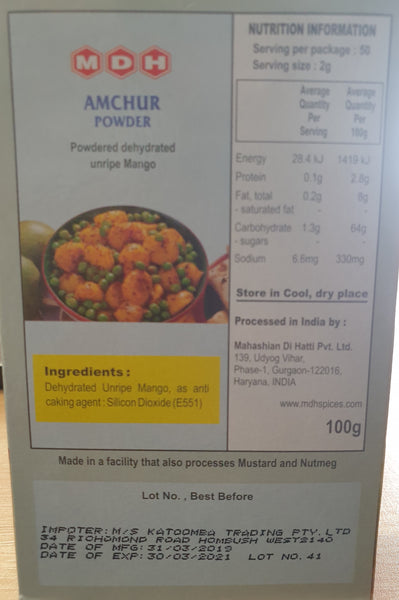 MDH
AMCHUR
POWDER
Powdered dehydrated
unripe Mango
Ingredients :
Dehydrated Unripe Mango, as anti
caking agent : Silicon Dioxide (E551)
NUTRITION INFORMATION
Serving per package : 50
Serving size : 2g
Average Quantity Per Serving
Average Quantity Per 100g
Energy 28.4 kJ 1419 kJ
Protein 0.1g 2.8g
Fat, total 0.2g 8g
- saturated fat - -
Carbohydrate 1.3g 64g
- sugars - -
Sodium 6.6mg 330mg
Store in Cool, dry place
Processed in India by :
Mahashian Di Hatti Pvt. Ltd.
139, Udyog Vihar,
Phase-1, Gurgaon-122016,
Haryana, INDIA
www.mdhspices.com
100g
Made in a facility that also processes Mustard and Nutmeg
Lot No. , Best Before
IMPOTER: M/S KATOOMBA TRADING PTY. LTD
34 RICHOMOND ROAD HOMBUSH WEST2140
DATE OF MFG: 31/03/2019
DATE OF EXP: 30/03/2021 LOT NO. 41